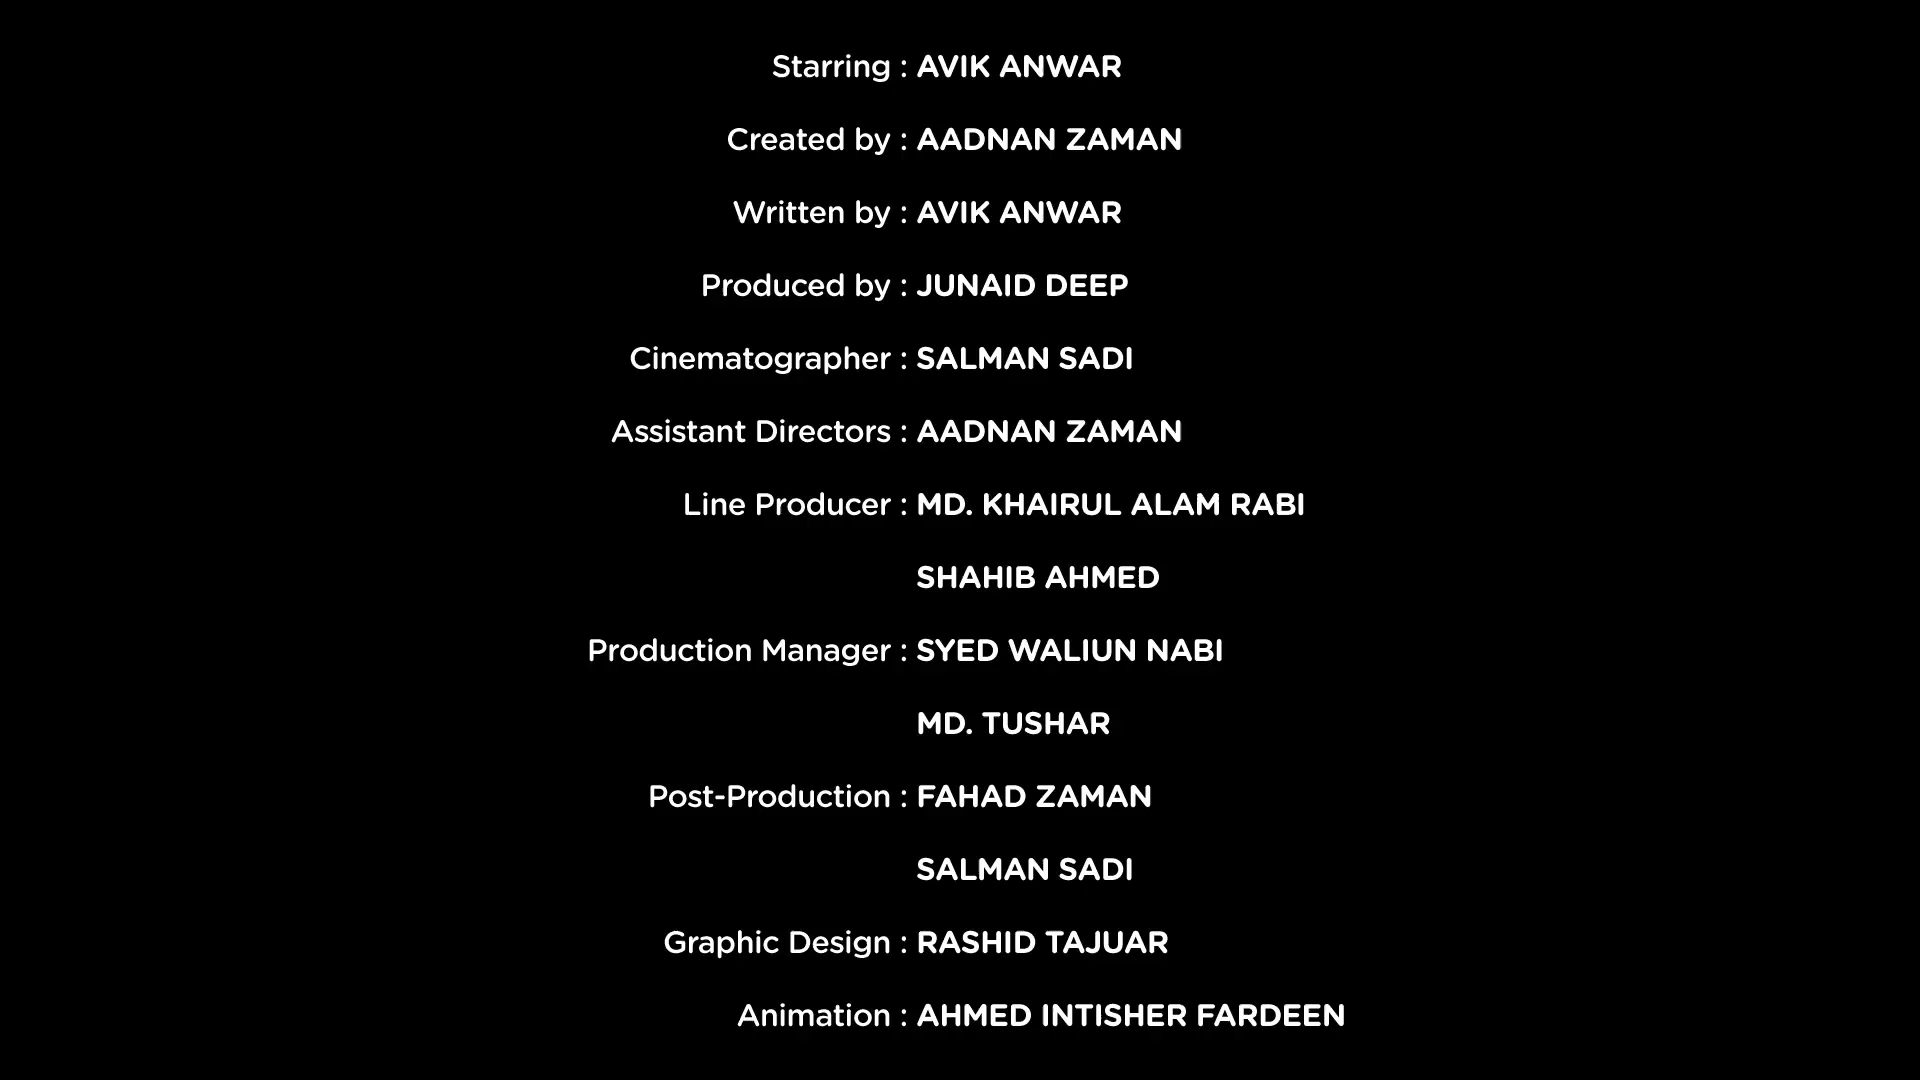 Starring : AVIK ANWAR
Created by : AADNAN ZAMAN
Written by : AVIK ANWAR
Produced by : JUNAID DEEP
Cinematographer : SALMAN SADI
Assistant Directors : AADNAN ZAMAN
Line Producer : MD. KHAIRUL ALAM RABI
SHAHIB AHMED
Production Manager : SYED WALIUN NABI
MD. TUSHAR
Post-Production : FAHAD ZAMAN
SALMAN SADI
Graphic Design : RASHID TAJUAR
Animation : AHMED INTISHER FARDEEN